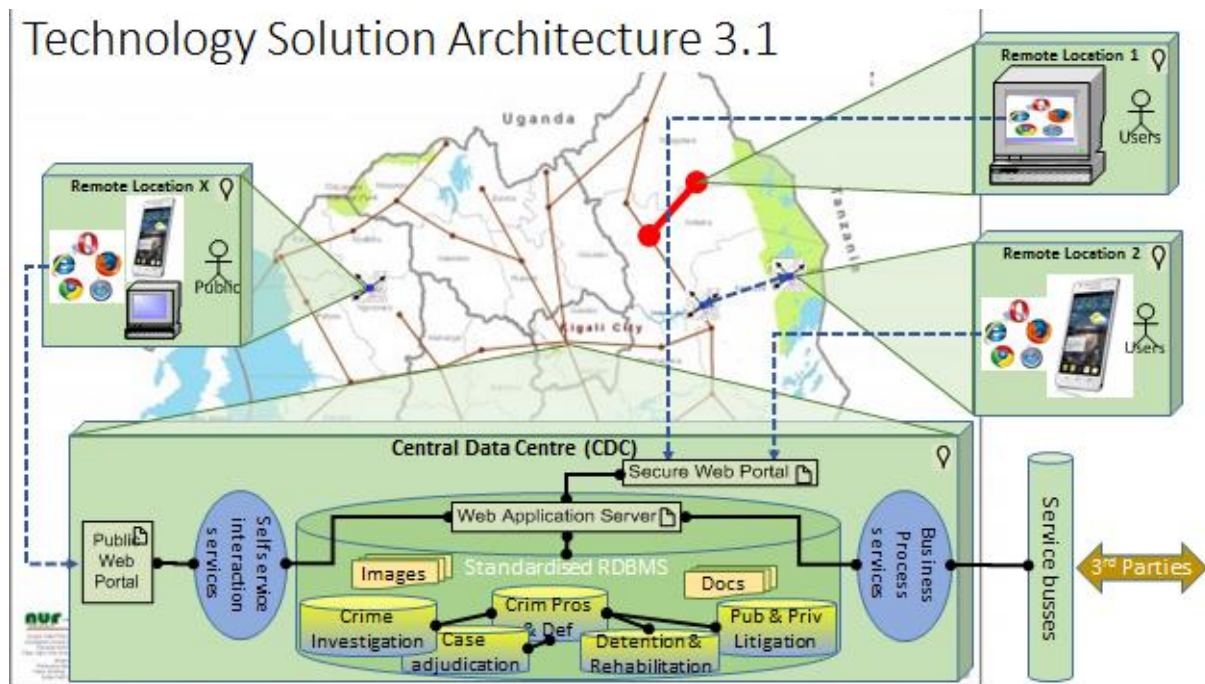 Technology Solution Architecture 3.1
Remote Location 1
Users
Uganda
Tanzania
Remote Location X
Public
Remote Location 2
Users
Kigali City
Central Data Centre (CDC)
Secure Web Portal
Web Application Server
Public
Web
Portal
Selfservice
interaction
services
Business
Process
services
Service busses
3rd Parties
Images
Standardised RDBMS
Docs
Crime
Investigation
Crim Pros
& Def
Pub & Priv
Litigation
Case
adjudication
Detention &
Rehabilitation
nur